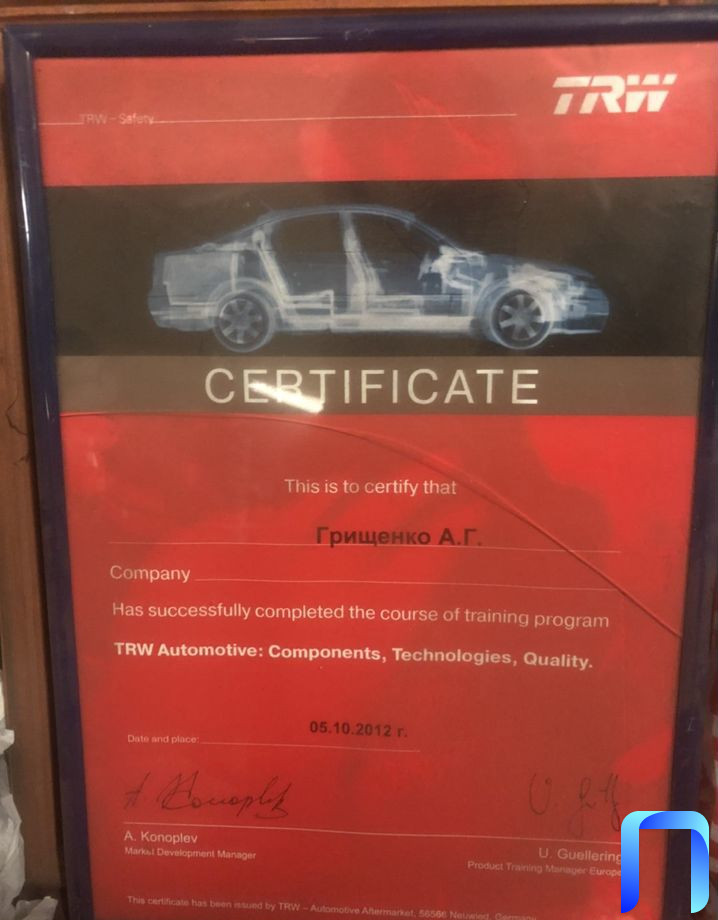 TRW
TRW – Safety
CERTIFICATE
This is to certify that
Грищенко А.Г.
Company
Has successfully completed the course of training program
TRW Automotive: Components, Technologies, Quality.
05.10.2012 г.
Date and place:
A. Konoplev
Market Development Manager
U. Guellering
Product Training Manager Europe
This certificate has been issued by TRW – Automotive Aftermarket, 56566 Neuwied, Germany